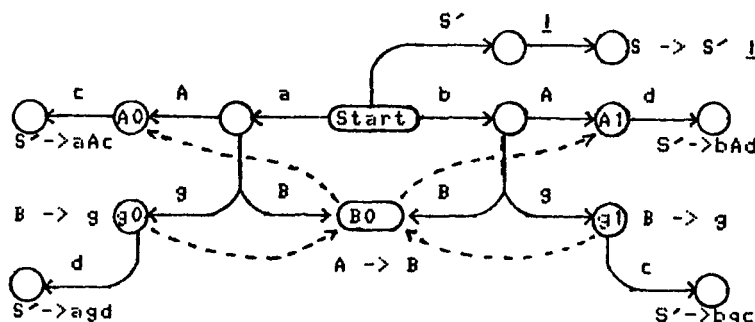 S'
⊥
S -> S' ⊥
c
A
a
b
A
d
A0
Start
A1
S'->aAc
S'->bAd
g
B
B
g
B -> g
g0
B0
g1
B -> g
d
A -> B
c
S'->agd
S'->bgc